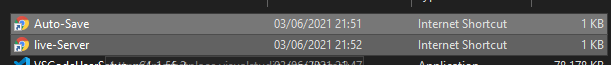 Auto-Save 03/06/2021 21:51 Internet Shortcut 1 KB
live-Server 03/06/2021 21:52 Internet Shortcut 1 KB